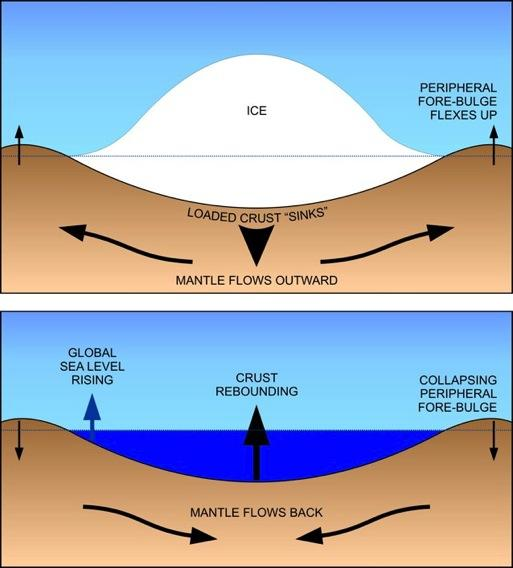 ICE
PERIPHERAL
FORE-BULGE
FLEXES UP
LOADED CRUST "SINKS"
MANTLE FLOWS OUTWARD
GLOBAL
SEA LEVEL
RISING
CRUST
REBOUNDING
COLLAPSING
PERIPHERAL
FORE-BULGE
MANTLE FLOWS BACK